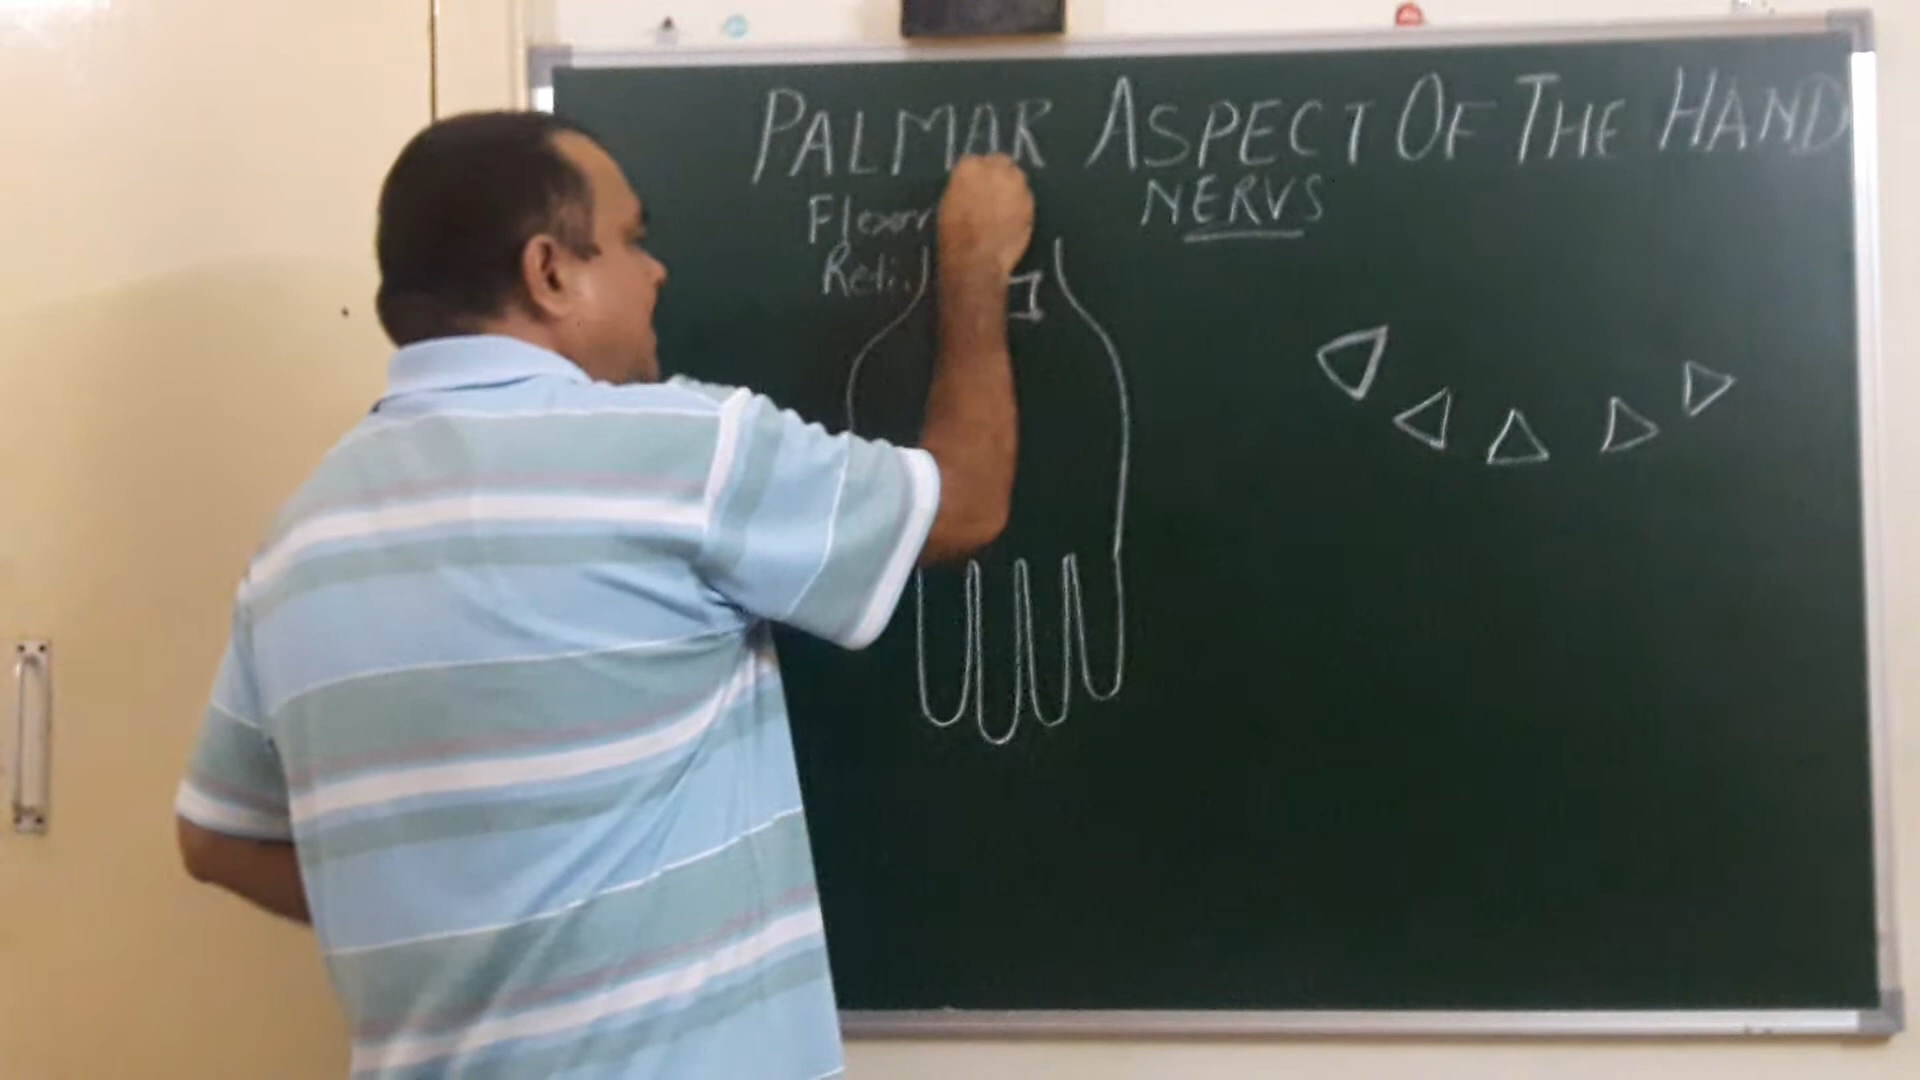 PALMAR ASPECT OF THE HAND
NERVS
Flexor
Reti.